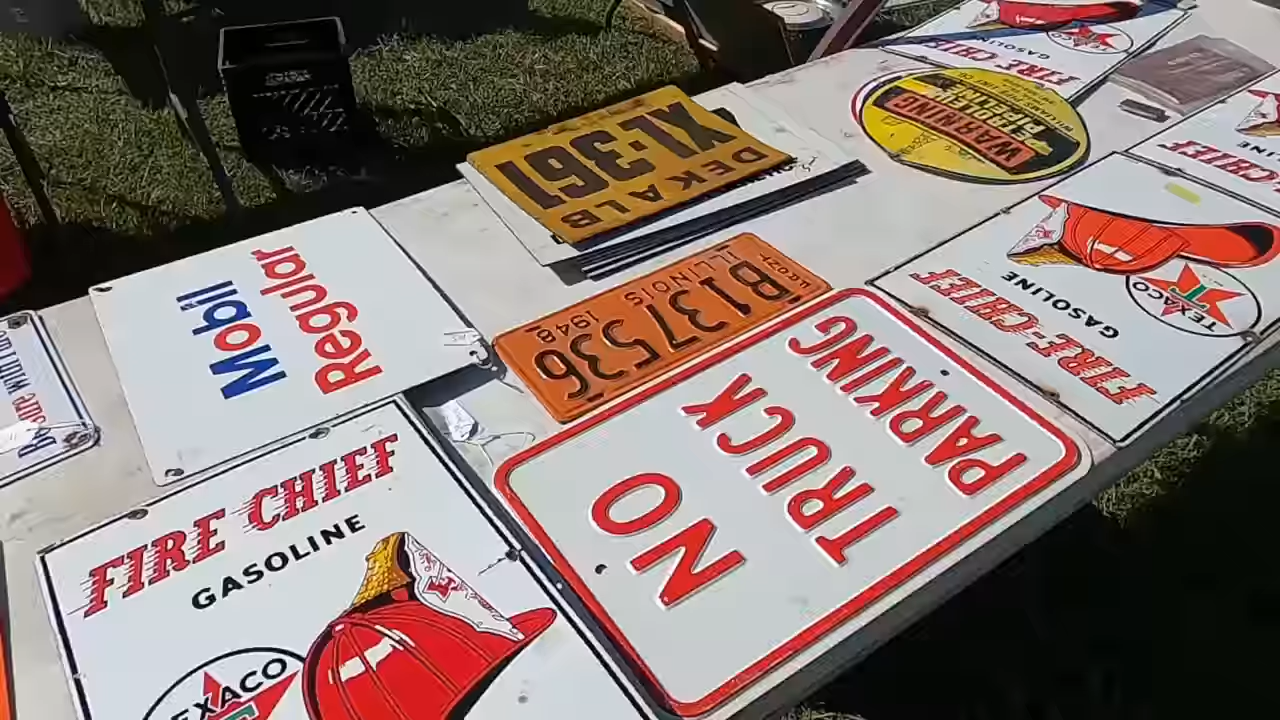 Mobil
Regular
FIRE CHIEF
GASOLINE
TEXACO
T
DEKALB
XL-361
ILLINOIS
1948
B137536
NO
TRUCK
PARKING
WARNING
PIPELINE
FIRE-CHIEF
GASOLINE
TEXACO
T
FIRE-CHIEF
GASOLINE
TEXACO
-CHIEF